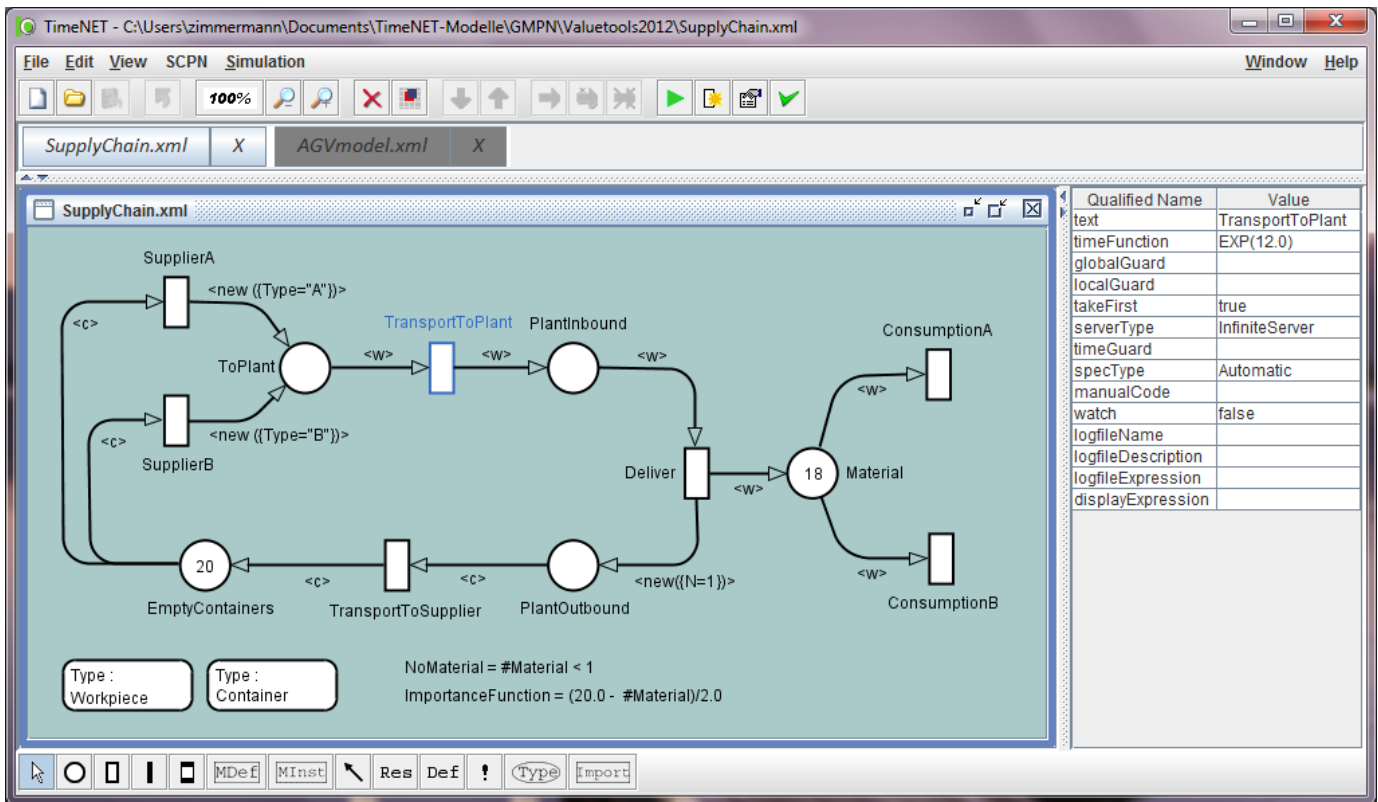 TimeNET - C:\Users\zimmermann\Documents\TimeNET-Modelle\GMPN\Valuetools2012\SupplyChain.xml
File Edit View SCPN Simulation Window Help
100%
SupplyChain.xml X AGVmodel.xml X
SupplyChain.xml
Qualified Name Value
text TransportToPlant
timeFunction EXP(12.0)
globalGuard
localGuard
takeFirst true
serverType InfiniteServer
timeGuard
specType Automatic
manualCode
watch false
logfileName
logfileDescription
logfileExpression
displayExpression
SupplierA
<new ({Type="A"})>
<c>
TransportToPlant PlantInbound
ConsumptionA
ToPlant
<w> <w> <w>
<w>
<new ({Type="B"})>
<c>
SupplierB
Deliver
18 Material
<w>
20
<c> <c> <new({N=1})>
<w>
EmptyContainers TransportToSupplier PlantOutbound ConsumptionB
NoMaterial = #Material < 1
Type :
Workpiece
Type :
Container
ImportanceFunction = (20.0 - #Material)/2.0
MDef MInst Res Def ! Type Import